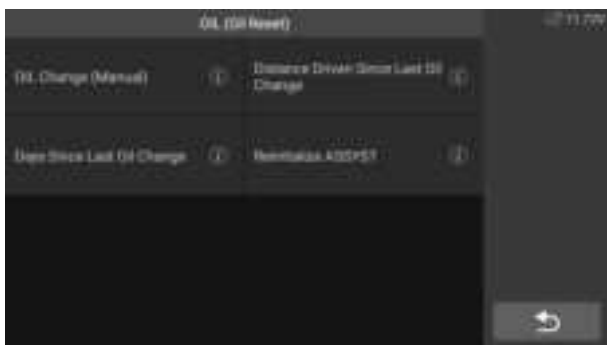 OIL (Oil Reset)
11.72V
Oil Change (Manual)
Distance Driven Since Last Oil
Change
Days Since Last Oil Change
Reinitialize ASSYST